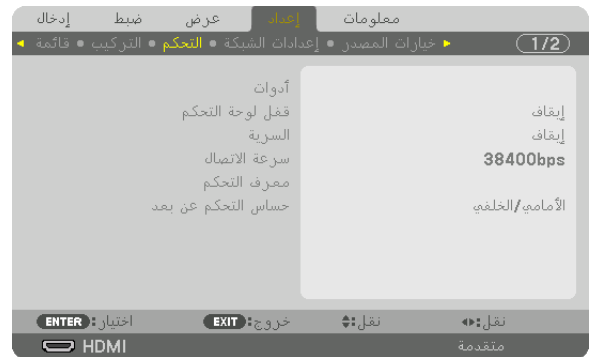 إدخال ضبط عرض إعداد معلومات
◄ قائمة • التركيب • التحكم • إعدادات الشبكة • خيارات المصدر ► 1/2
أدوات
قفل لوحة التحكم إيقاف
السرية إيقاف
سرعة الاتصال 38400bps
معرف التحكم
حساس التحكم عن بعد الأمامي/الخلفي
ENTER :اختيار EXIT :خروج نقل: نقل:
HDMI متقدمة